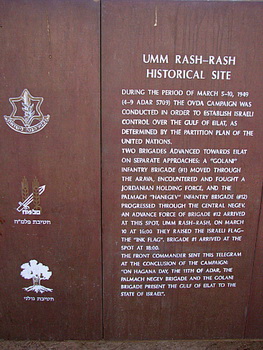 UMM RASH-RASH
HISTORICAL SITE
DURING THE PERIOD OF MARCH 5-10, 1949
(4-9 ADAR 5709) THE OVDA CAMPAIGN WAS
CONDUCTED IN ORDER TO ESTABLISH ISRAELI
CONTROL OVER THE GULF OF EILAT, AS
DETERMINED BY THE PARTITION PLAN OF THE
UNITED NATIONS.
TWO BRIGADES ADVANCED TOWARDS EILAT
ON SEPARATE APPROACHES: A "GOLANI"
INFANTRY BRIGADE (#1) MOVED THROUGH
THE ARAVA, ENCOUNTERED AND FOUGHT A
JORDANIAN HOLDING FORCE, AND THE
PALMACH "HANEGEV" INFANTRY BRIGADE (#12)
PROGRESSED THROUGH THE CENTRAL NEGEV.
AN ADVANCE FORCE OF BRIGADE #12 ARRIVED
AT THIS SPOT, UMM RASH-RASH, ON MARCH
10 AT 16:00. THEY RAISED THE ISRAELI FLAG-
THE "INK FLAG". BRIGADE #1 ARRIVED AT THE
SPOT AT 18:00.
THE FRONT COMMANDER SENT THIS TELEGRAM
AT THE CONCLUSION OF THE CAMPAIGN:
"ON HAGANA DAY, THE 11TH OF ADAR, THE
PALMACH HEGEV BRIGADE AND THE GOLANI
BRIGADE PRESENT THE GULF OF EILAT TO THE
STATE OF ISRAEL".
פלמ"ח
חטיבת פלמ"ח
חטיבת גולני